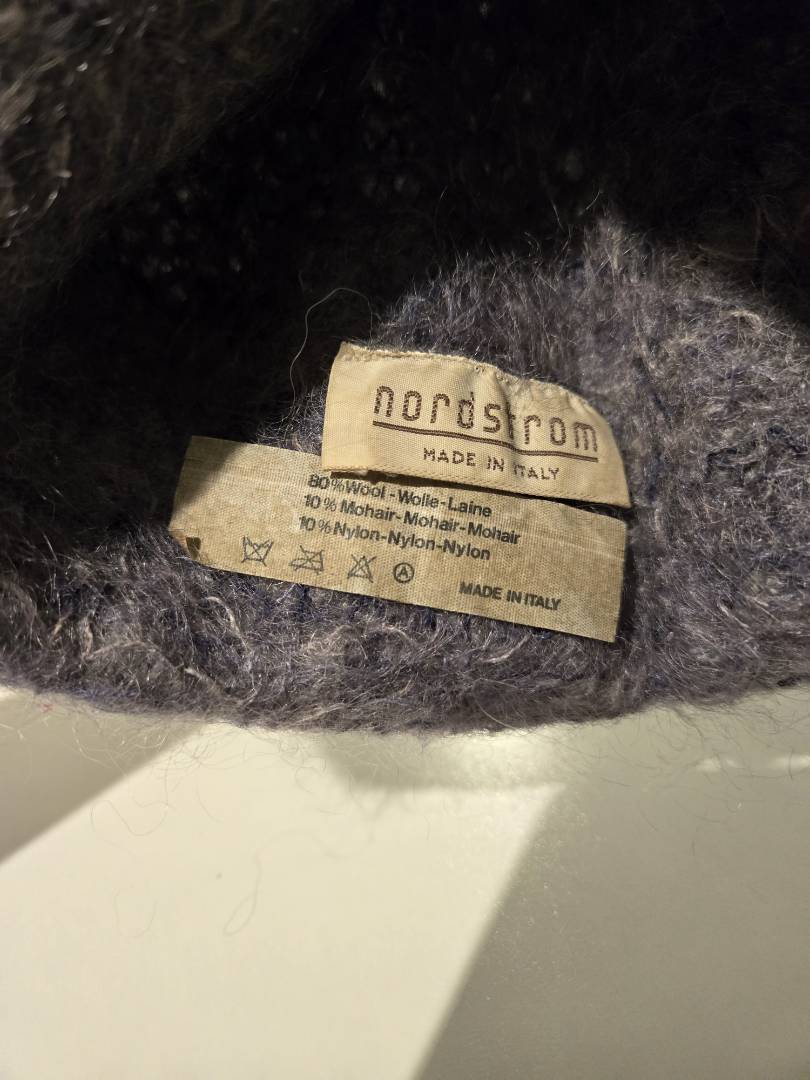 nordstrom
MADE IN ITALY
80%Wool-Wolle-Laine
10%Mohair-Mohair-Mohair
10%Nylon-Nylon-Nylon
A
MADE IN ITALY